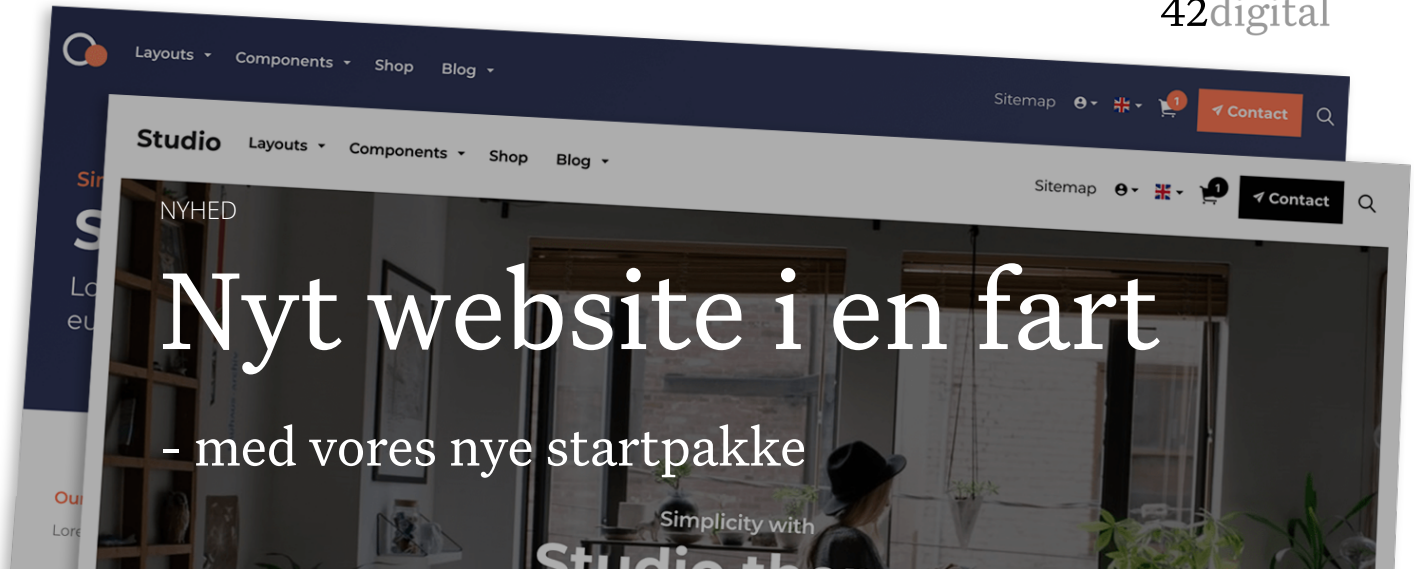 42digital
Layouts Components Shop Blog
Sitemap 1 Contact
Studio Layouts Components Shop Blog
Sitemap 1 Contact
NYHED
Nyt website i en fart
- med vores nye startpakke
Simplicity with
Studio